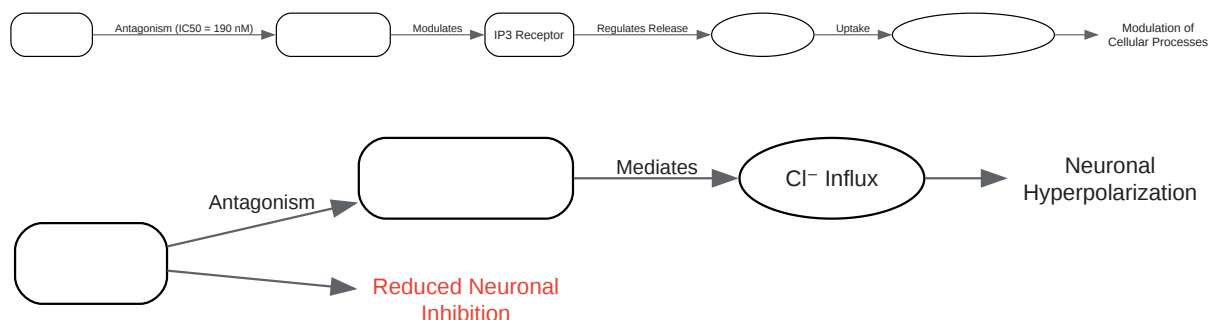 Antagonism (IC50 = 190 nM)
Modulates
IP3 Receptor
Regulates Release
Uptake
Modulation of
Cellular Processes
Mediates
Cl⁻ Influx
Neuronal
Hyperpolarization
Antagonism
Reduced Neuronal
Inhibition